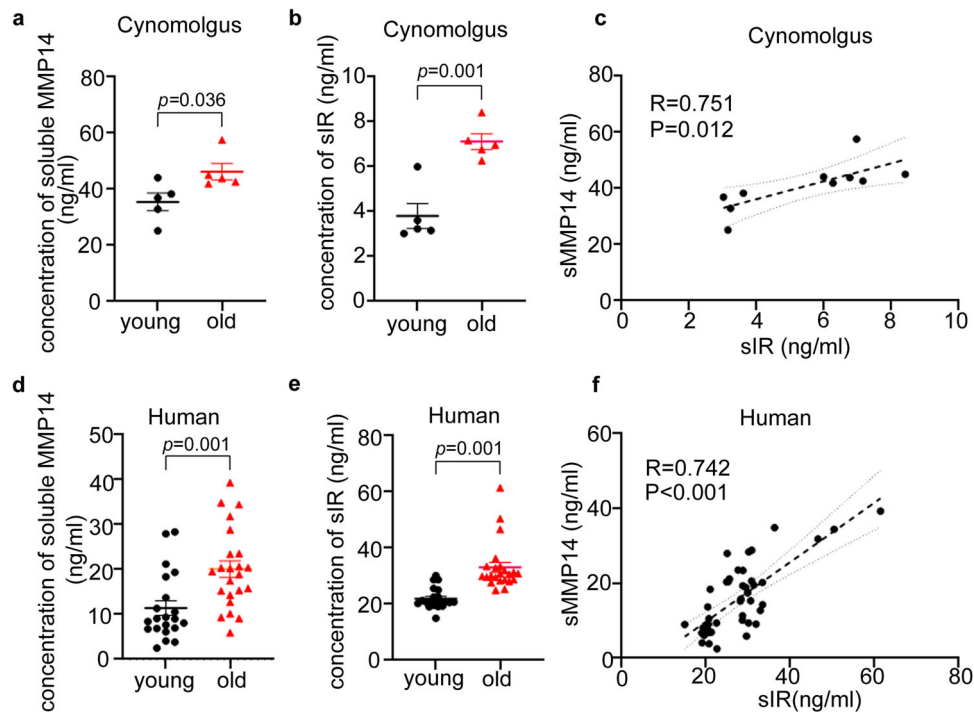 a
Cynomolgus
concentration of soluble MMP14
(ng/ml)
80
60
40
20
0
p=0.036
young
old
b
Cynomolgus
concentration of sIR (ng/ml)
10
8
6
4
2
0
p=0.001
young
old
c
Cynomolgus
sMMP14 (ng/ml)
80
60
40
20
0
R=0.751
P=0.012
0
2
4
6
8
10
sIR (ng/ml)
d
Human
concentration of soluble MMP14
(ng/ml)
50
40
30
20
10
0
p=0.001
young
old
e
Human
concentration of sIR (ng/ml)
80
60
40
20
0
p=0.001
young
old
f
Human
sMMP14 (ng/ml)
60
40
20
0
R=0.742
P<0.001
0
20
40
60
80
sIR(ng/ml)